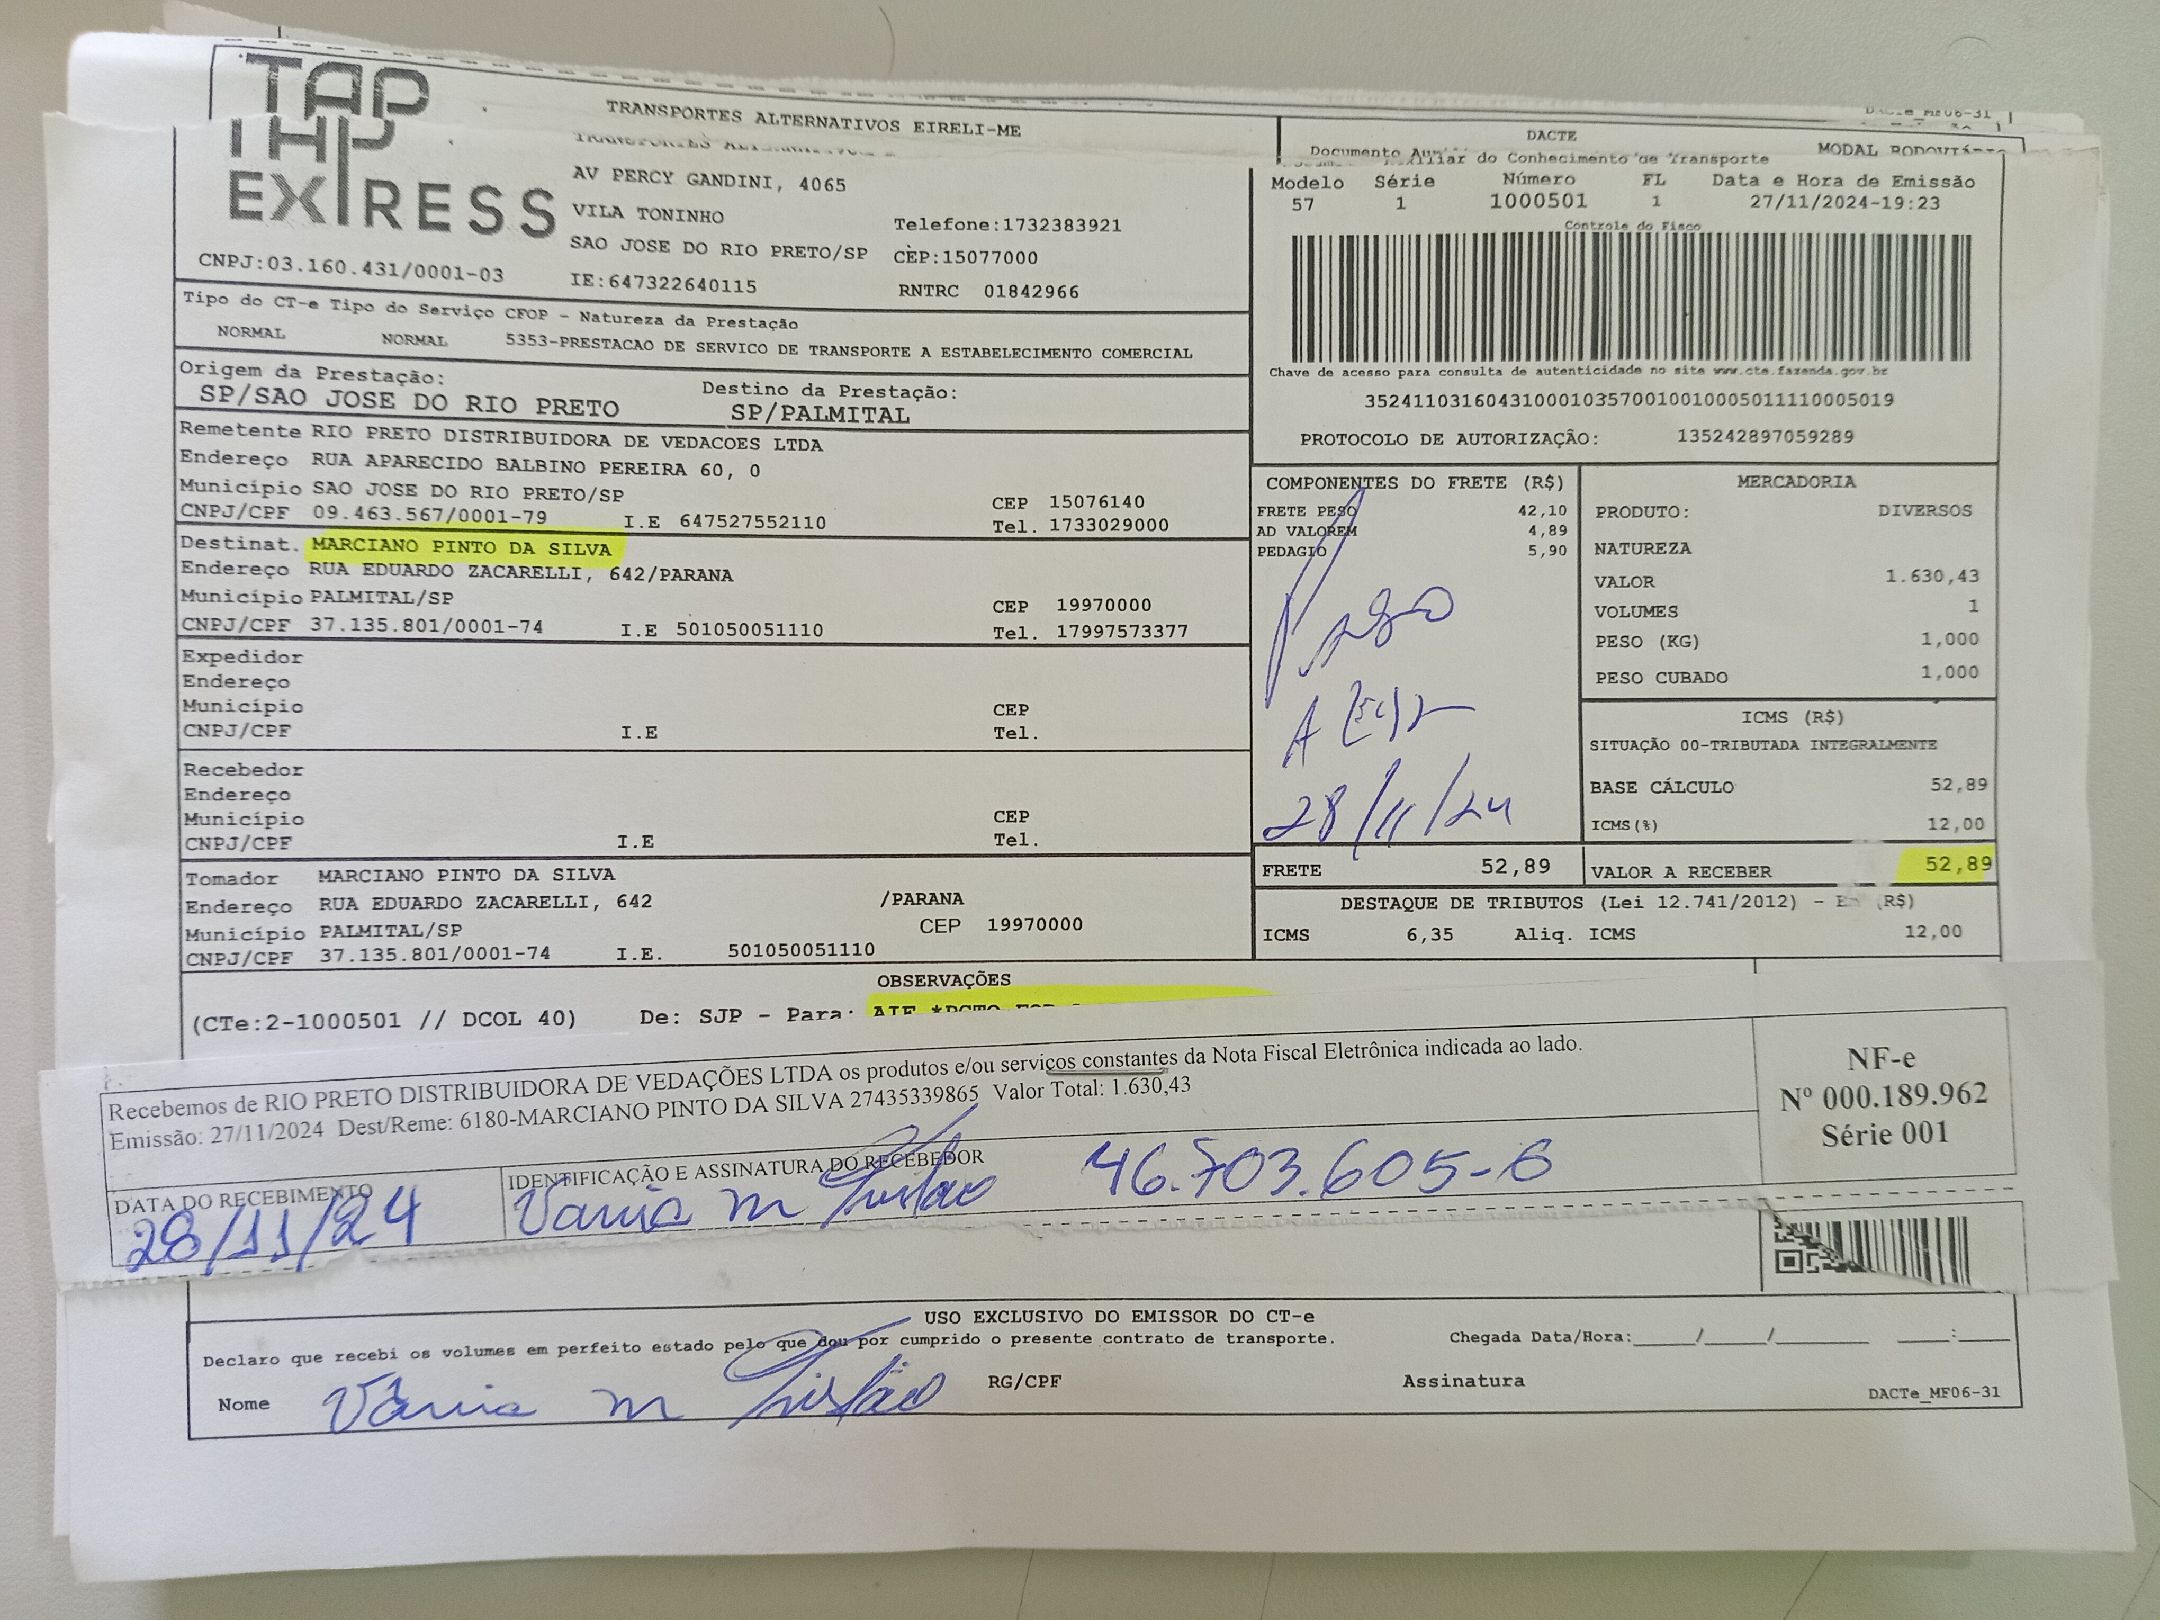 TAP
EXPRESS
TRANSPORTES ALTERNATIVOS EIRELI-ME
AV PERCY GANDINI, 4065
VILA TONINHO
Telefone:1732383921
SAO JOSE DO RIO PRETO/SP CEP:15077000
CNPJ:03.160.431/0001-03 IE:647322640115 RNTRC 01842966
DACTE
Documento Auxiliar do Conhecimento de Transporte MODAL RODOVIÁRIO
Modelo Série Número FL Data e Hora de Emissão
57 1 1000501 1 27/11/2024-19:23
Controle do Fisco
Chave de acesso para consulta de autenticidade no site www.cte.fazenda.gov.br
35241103160431000103570010010005011110005019
PROTOCOLO DE AUTORIZAÇÃO: 135242897059289
Tipo do CT-e Tipo do Serviço CFOP - Natureza da Prestação
NORMAL NORMAL 5353-PRESTACAO DE SERVICO DE TRANSPORTE A ESTABELECIMENTO COMERCIAL
Origem da Prestação: Destino da Prestação:
SP/SAO JOSE DO RIO PRETO SP/PALMITAL
Remetente RIO PRETO DISTRIBUIDORA DE VEDACOES LTDA
Endereço RUA APARECIDO BALBINO PEREIRA 60, 0
Município SAO JOSE DO RIO PRETO/SP CEP 15076140
CNPJ/CPF 09.463.567/0001-79 I.E 647527552110 Tel. 1733029000
Destinat. MARCIANO PINTO DA SILVA
Endereço RUA EDUARDO ZACARELLI, 642/PARANA
Município PALMITAL/SP CEP 19970000
CNPJ/CPF 37.135.801/0001-74 I.E 501050051110 Tel. 17997573377
Expedidor
Endereço
Município CEP
CNPJ/CPF I.E Tel.
Recebedor
Endereço
Município CEP
CNPJ/CPF I.E Tel.
Tomador MARCIANO PINTO DA SILVA
Endereço RUA EDUARDO ZACARELLI, 642 /PARANA
Município PALMITAL/SP CEP 19970000
CNPJ/CPF 37.135.801/0001-74 I.E. 501050051110
COMPONENTES DO FRETE (R$)
FRETE PESO 42,10
AD VALOREM 4,89
PEDAGIO 5,90
Pago
28/11/24
MERCADORIA
PRODUTO: DIVERSOS
NATUREZA
VALOR 1.630,43
VOLUMES 1
PESO (KG) 1,000
PESO CUBADO 1,000
ICMS (R$)
SITUAÇÃO 00-TRIBUTADA INTEGRALMENTE
BASE CÁLCULO 52,89
ICMS(%) 12,00
FRETE 52,89 VALOR A RECEBER 52,89
DESTAQUE DE TRIBUTOS (Lei 12.741/2012) - (R$)
ICMS 6,35 Aliq. ICMS 12,00
OBSERVAÇÕES
(CTe:2-1000501 // DCOL 40) De: SJP - Para:
Recebemos de RIO PRETO DISTRIBUIDORA DE VEDAÇÕES LTDA os produtos e/ou serviços constantes da Nota Fiscal Eletrônica indicada ao lado.
Emissão: 27/11/2024 Dest/Reme: 6180-MARCIANO PINTO DA SILVA 27435339865 Valor Total: 1.630,43
NF-e
Nº 000.189.962
Série 001
DATA DO RECEBIMENTO IDENTIFICAÇÃO E ASSINATURA DO RECEBEDOR
28/11/24 Vania M Tristão 46.703.605-6
USO EXCLUSIVO DO EMISSOR DO CT-e
Declaro que recebi os volumes em perfeito estado pelo que dou por cumprido o presente contrato de transporte. Chegada Data/Hora:____/____/____ ____:____
Nome Vânia M Tristão RG/CPF Assinatura
DACTe_MF06-31